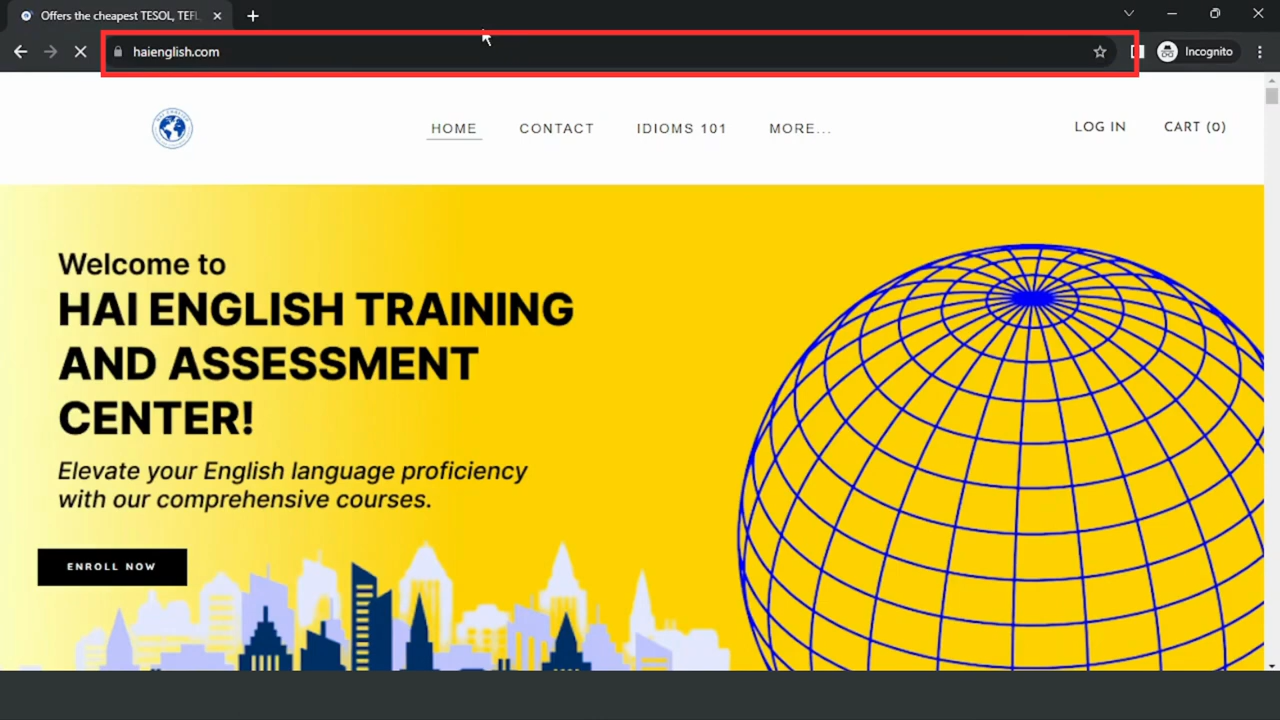 Offers the cheapest TESOL, TEFL
haienglish.com
Incognito
HOME CONTACT IDIOMS 101 MORE... LOG IN CART (0)
Welcome to
HAI ENGLISH TRAINING
AND ASSESSMENT
CENTER!
Elevate your English language proficiency
with our comprehensive courses.
ENROLL NOW